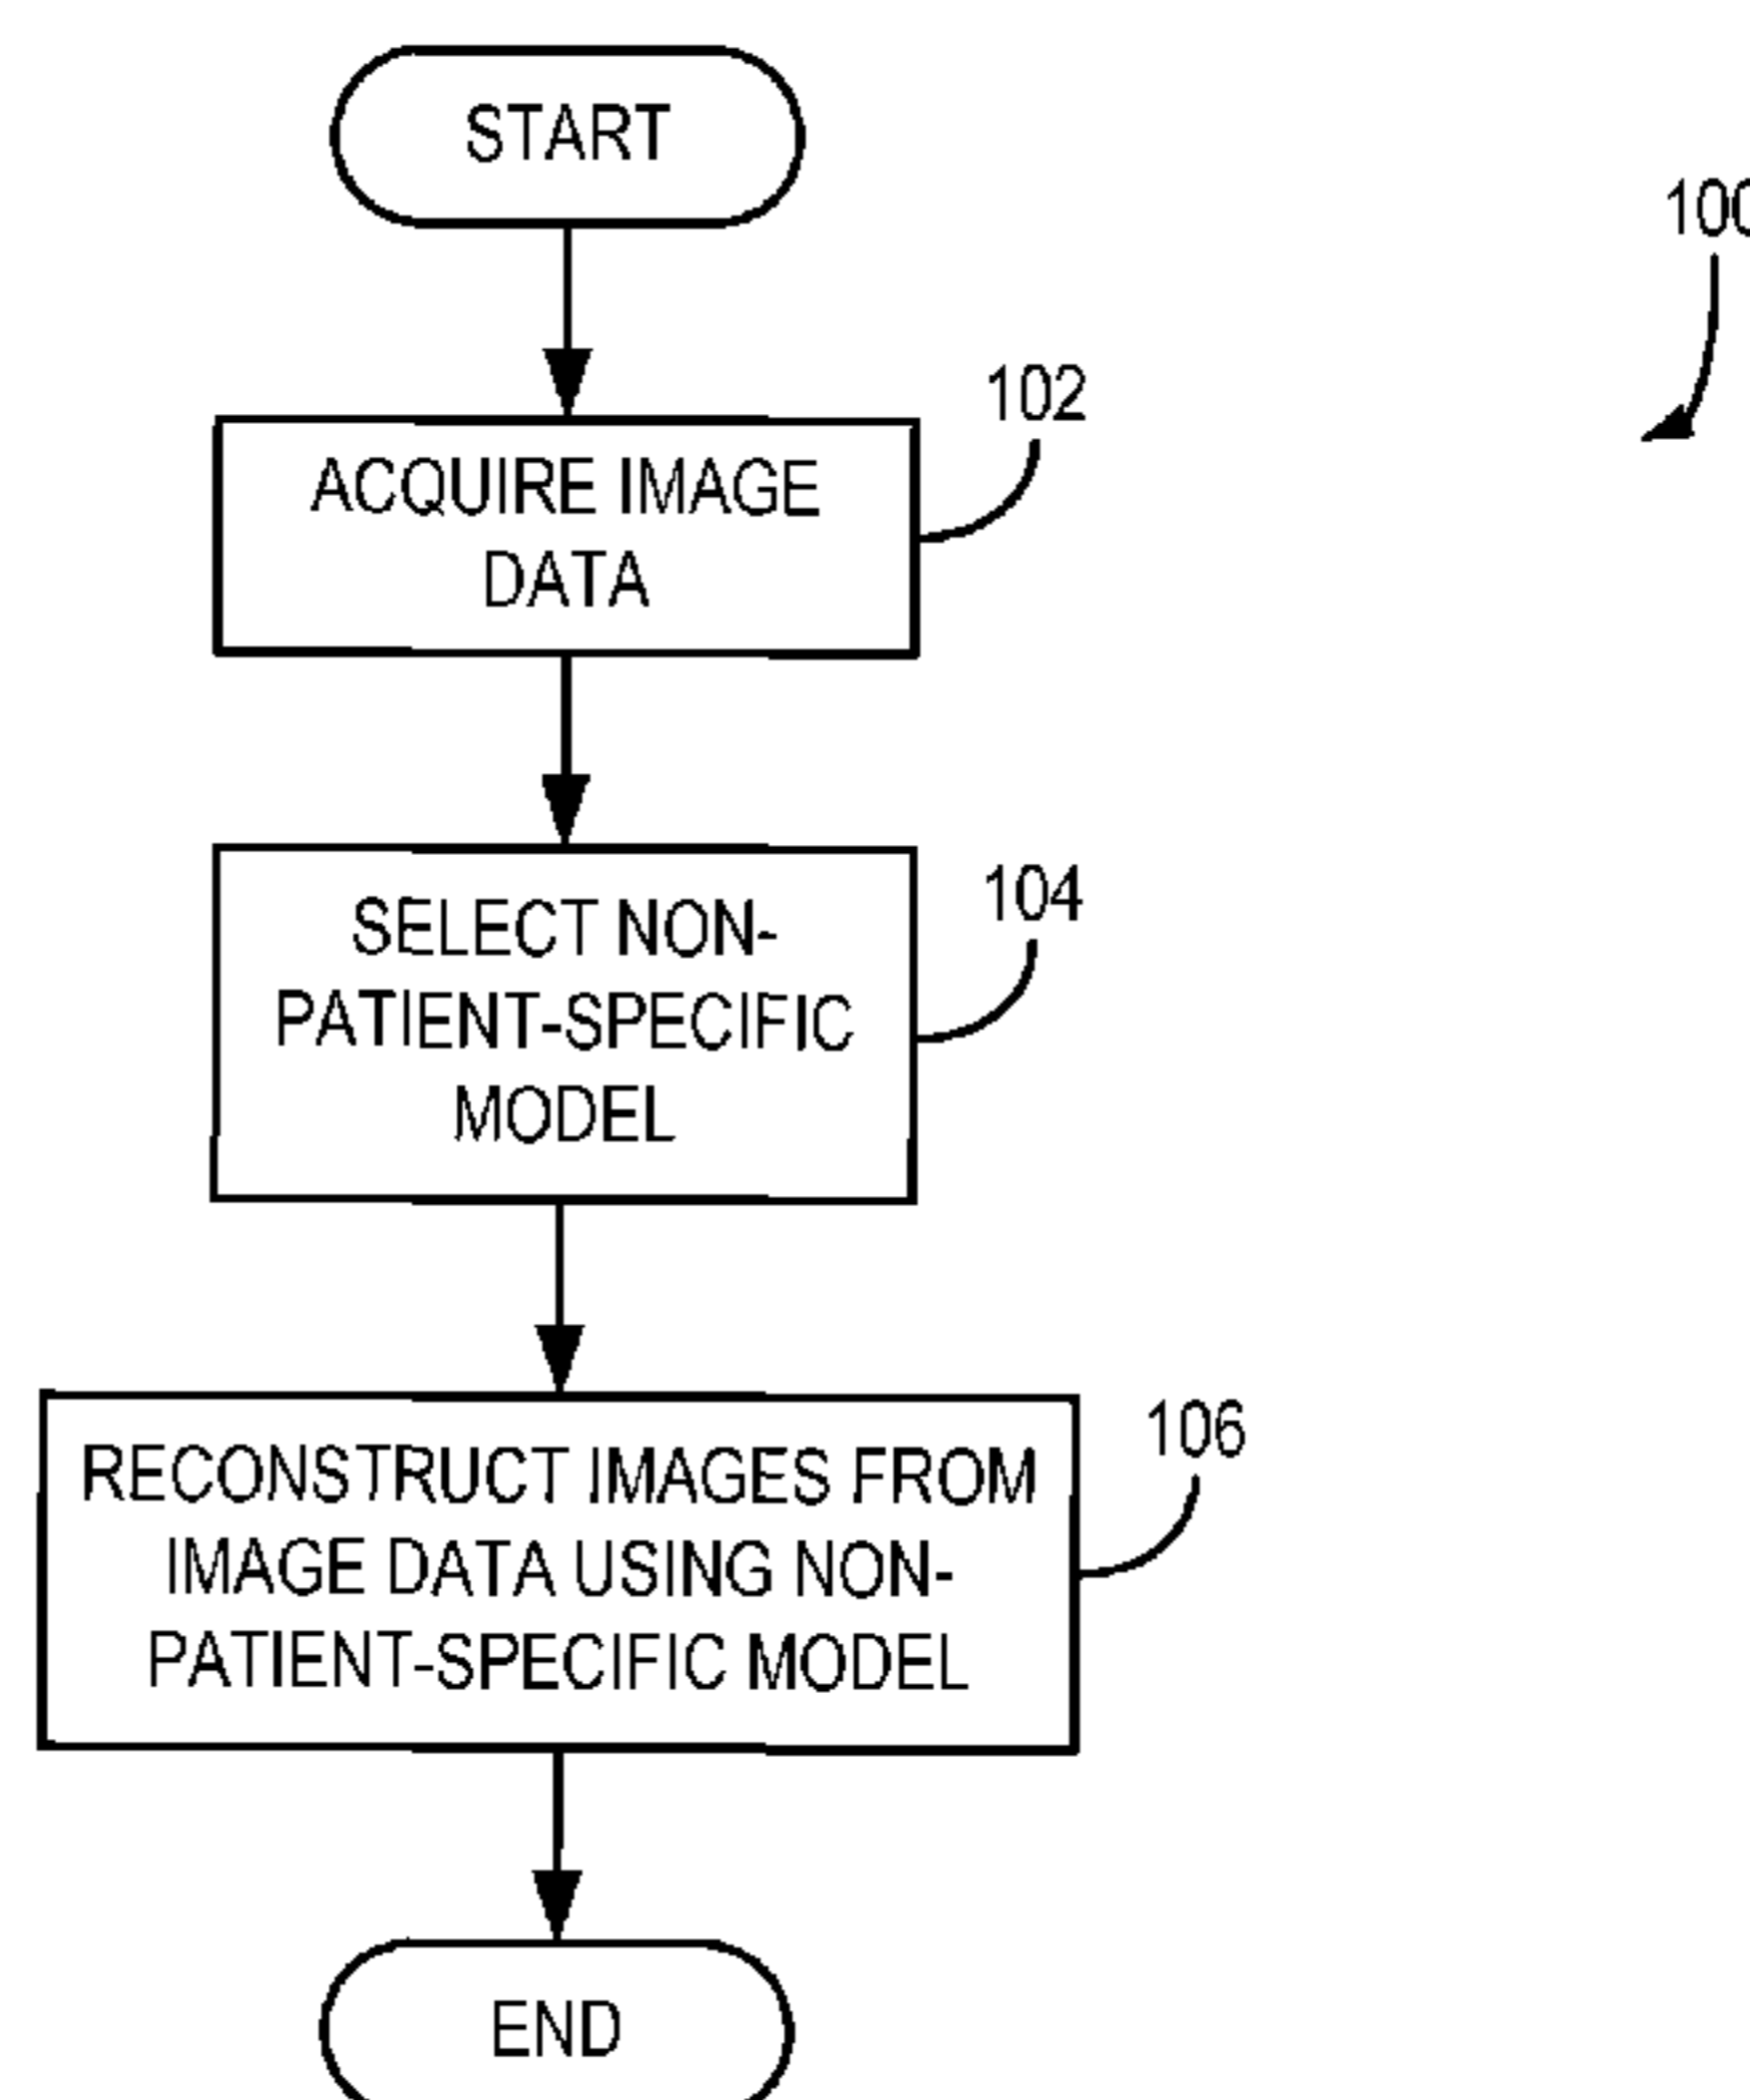 START
100
102
ACQUIRE IMAGE
DATA
104
SELECT NON-
PATIENT-SPECIFIC
MODEL
106
RECONSTRUCT IMAGES FROM
IMAGE DATA USING NON-
PATIENT-SPECIFIC MODEL
END